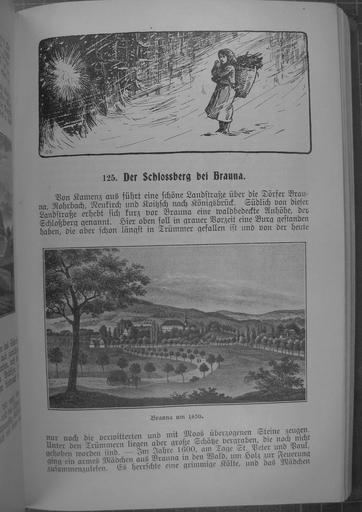 125. Der Schlossberg bei Brauna.
Von Kamenz aus führt eine schöne Landstraße über die Dörfer Brau-
na, Rohrbach, Neukirch und Koitzsch nach Königsbrück. Südlich von dieser
Landstraße erhebt sich kurz vor Brauna eine waldbedeckte Anhöhe, der
Schloßberg genannt. Hier oben soll in grauer Vorzeit eine Burg gestanden
haben, die aber schon längst in Trümmer gefallen ist und von der heute
Brauna um 1850.
nur noch die verwitterten und mit Moos überzogenen Steine zeugen.
Unter den Trümmern liegen aber große Schätze vergraben, die noch nicht
gehoben worden sind. — Im Jahre 1600, am Tage St. Peter und Paul,
ging ein armes Mädchen aus Brauna in den Wald, um Holz zur Feuerung
zusammenzulesen. Es herrschte eine grimmige Kälte, und das Mädchen